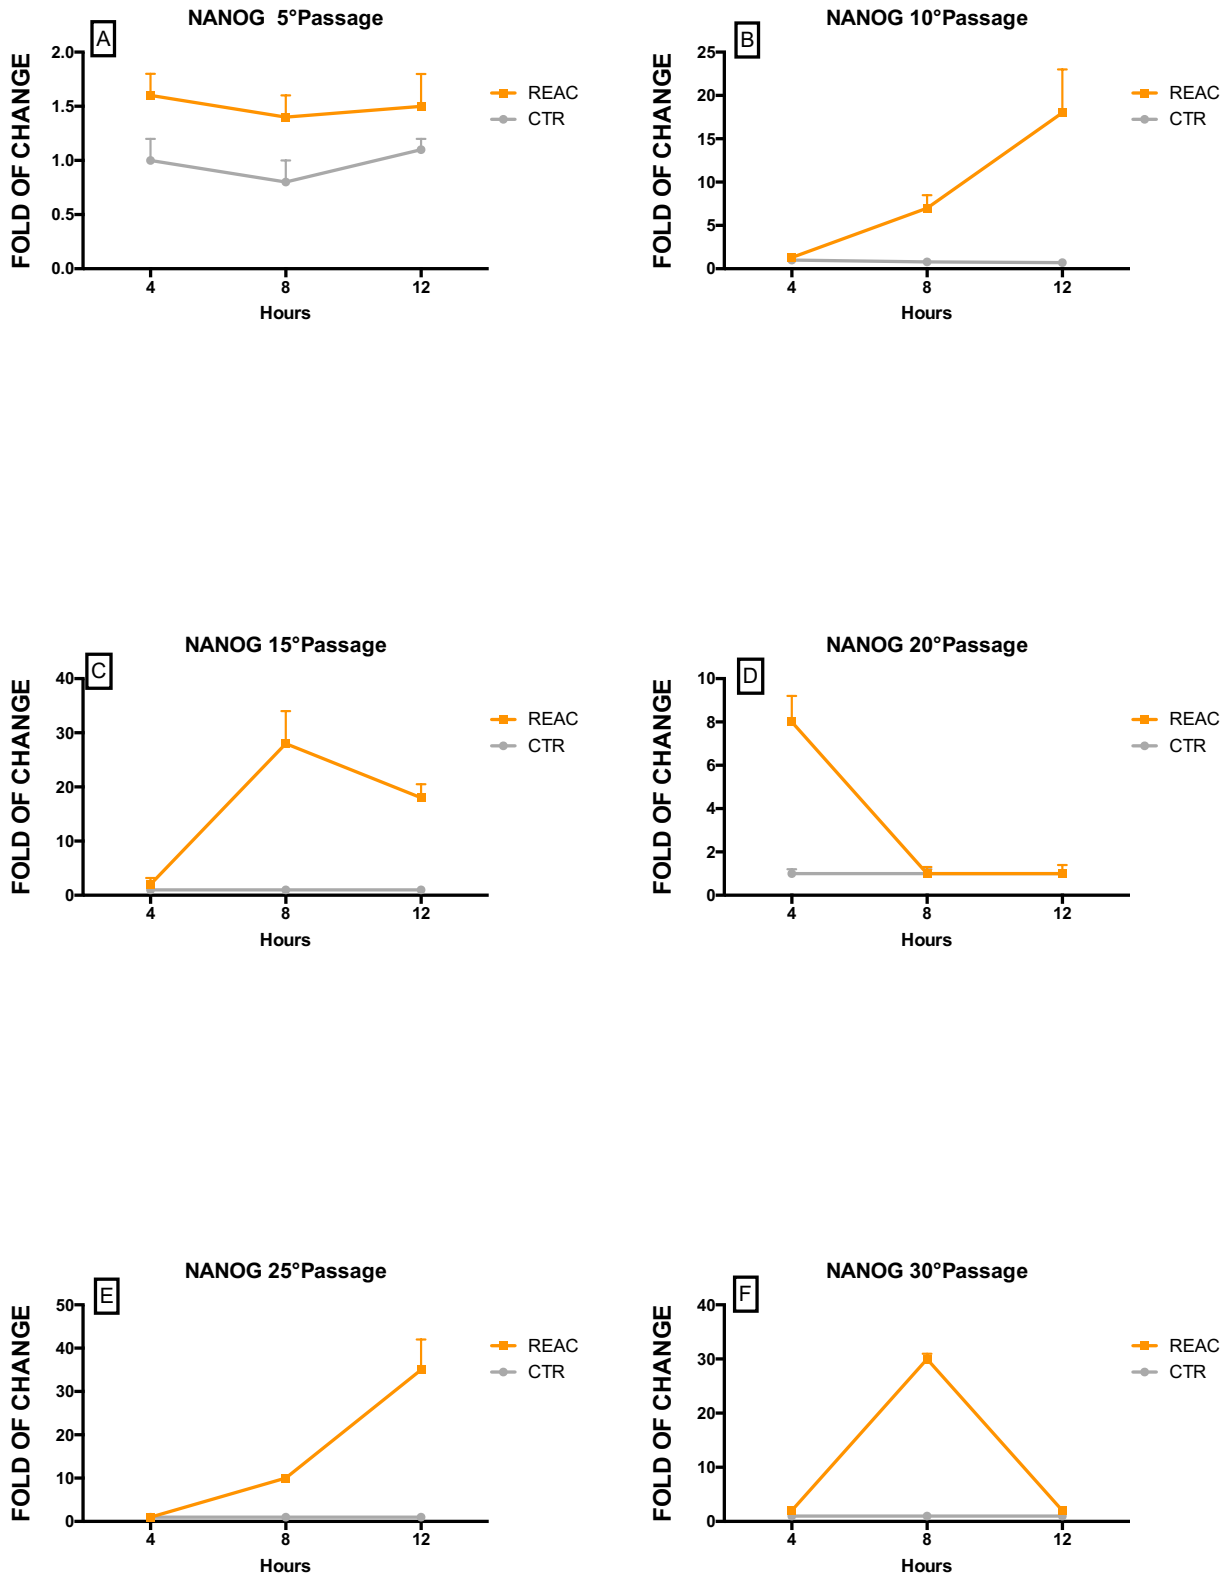 NANOG  5°Passage
A
FOLD OF CHANGE
2.0
1.5
1.0
0.5
0.0
4
8
12
Hours
REAC
CTR
NANOG 10°Passage
B
FOLD OF CHANGE
25
20
15
10
5
0
4
8
12
Hours
REAC
CTR
NANOG 15°Passage
C
FOLD OF CHANGE
40
30
20
10
0
4
8
12
Hours
REAC
CTR
NANOG 20°Passage
D
FOLD OF CHANGE
10
8
6
4
2
0
4
8
12
Hours
REAC
CTR
NANOG 25°Passage
E
FOLD OF CHANGE
50
40
30
20
10
0
4
8
12
Hours
REAC
CTR
NANOG 30°Passage
F
FOLD OF CHANGE
40
30
20
10
0
4
8
12
Hours
REAC
CTR